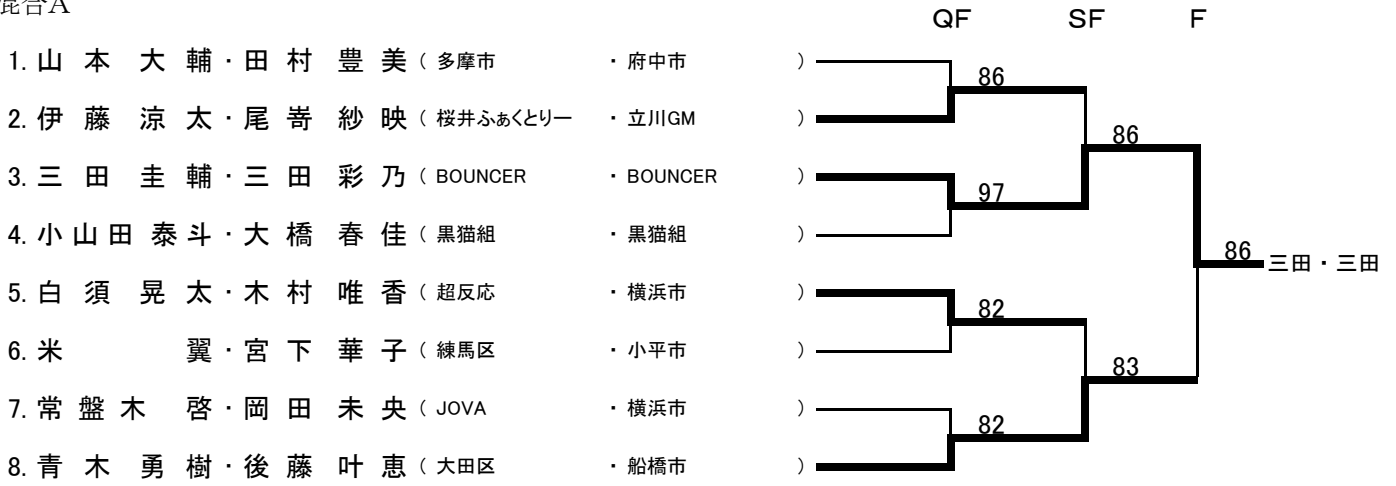 混合A
QF SF F
1. 山本 大輔・田村 豊美 ( 多摩市 ・ 府中市 )
86
2. 伊藤 涼太・尾嵜 紗映 ( 桜井ふぁくとりー ・ 立川GM )
86
3. 三田 圭輔・三田 彩乃 ( BOUNCER ・ BOUNCER )
97
4. 小山田 泰斗・大橋 春佳 ( 黒猫組 ・ 黒猫組 )
86 三田・三田
5. 白須 晃太・木村 唯香 ( 超反応 ・ 横浜市 )
82
6. 米 翼・宮下 華子 ( 練馬区 ・ 小平市 )
83
7. 常盤木 啓・岡田 未央 ( JOVA ・ 横浜市 )
82
8. 青木 勇樹・後藤 叶恵 ( 大田区 ・ 船橋市 )